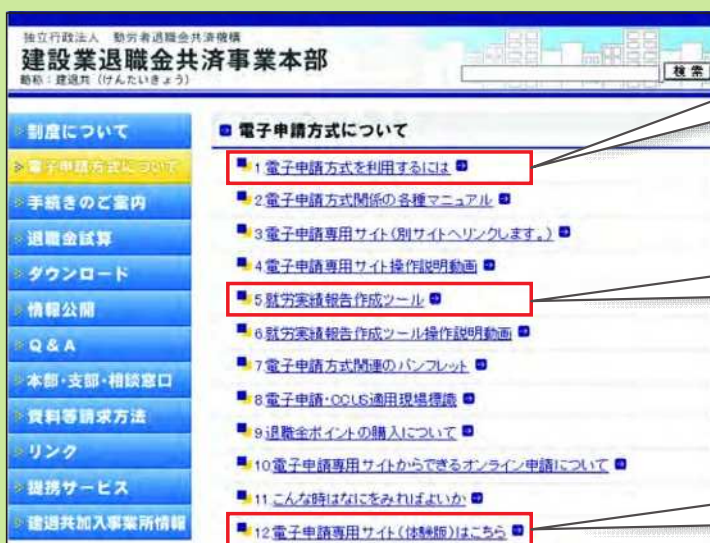 独立行政法人 勤労者退職金共済機構
建設業退職金共済事業本部
略称：建退共（けんたいきょう）
検索
制度について
電子申請方式について
手続きのご案内
退職金試算
ダウンロード
情報公開
Q&A
本部・支部・相談窓口
資料等請求方法
リンク
提携サービス
建退共加入事業所情報
電子申請方式について
1 電子申請方式を利用するには
2 電子申請方式関係の各種マニュアル
3 電子申請専用サイト（別サイトへリンクします。）
4 電子申請専用サイト操作説明動画
5 就労実績報告作成ツール
6 就労実績報告作成ツール操作説明動画
7 電子申請方式関連のパンフレット
8 電子申請・CCUS適用現場標識
9 退職金ポイントの購入について
10 電子申請専用サイトからできるオンライン申請について
11 こんな時はなにをみればよいか
12 電子申請専用サイト（体験版）はこちら